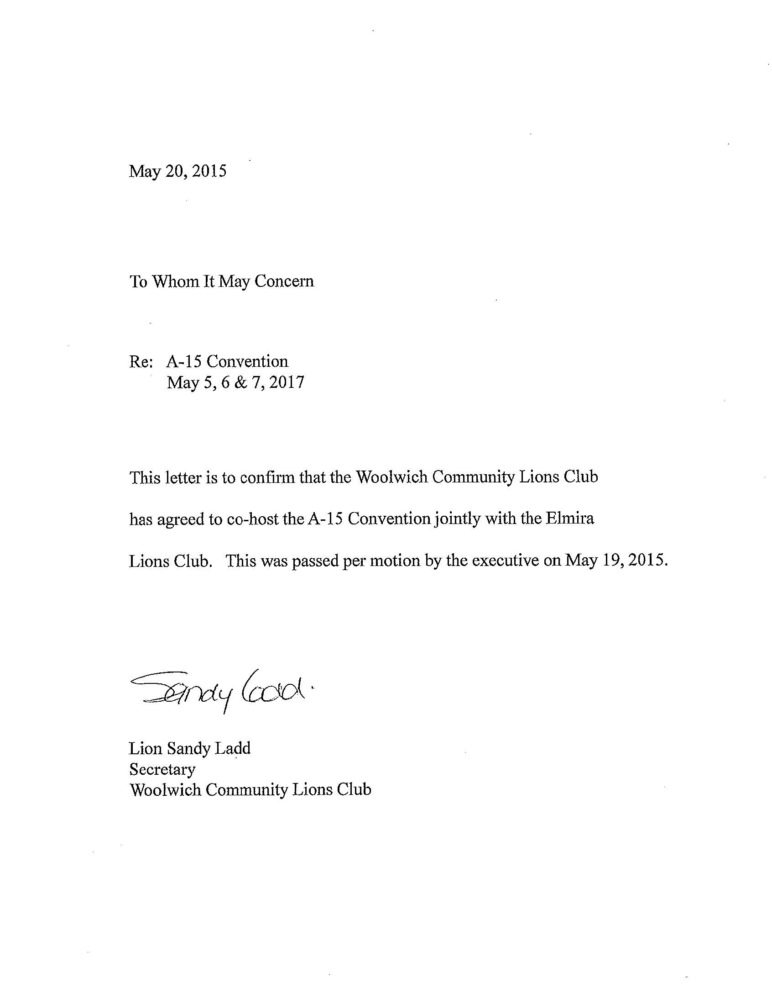 May 20, 2015
To Whom It May Concern
Re: A-15 Convention
May 5, 6 & 7, 2017
This letter is to confirm that the Woolwich Community Lions Club
has agreed to co-host the A-15 Convention jointly with the Elmira
Lions Club. This was passed per motion by the executive on May 19, 2015.
Sandy Ladd.
Lion Sandy Ladd
Secretary
Woolwich Community Lions Club